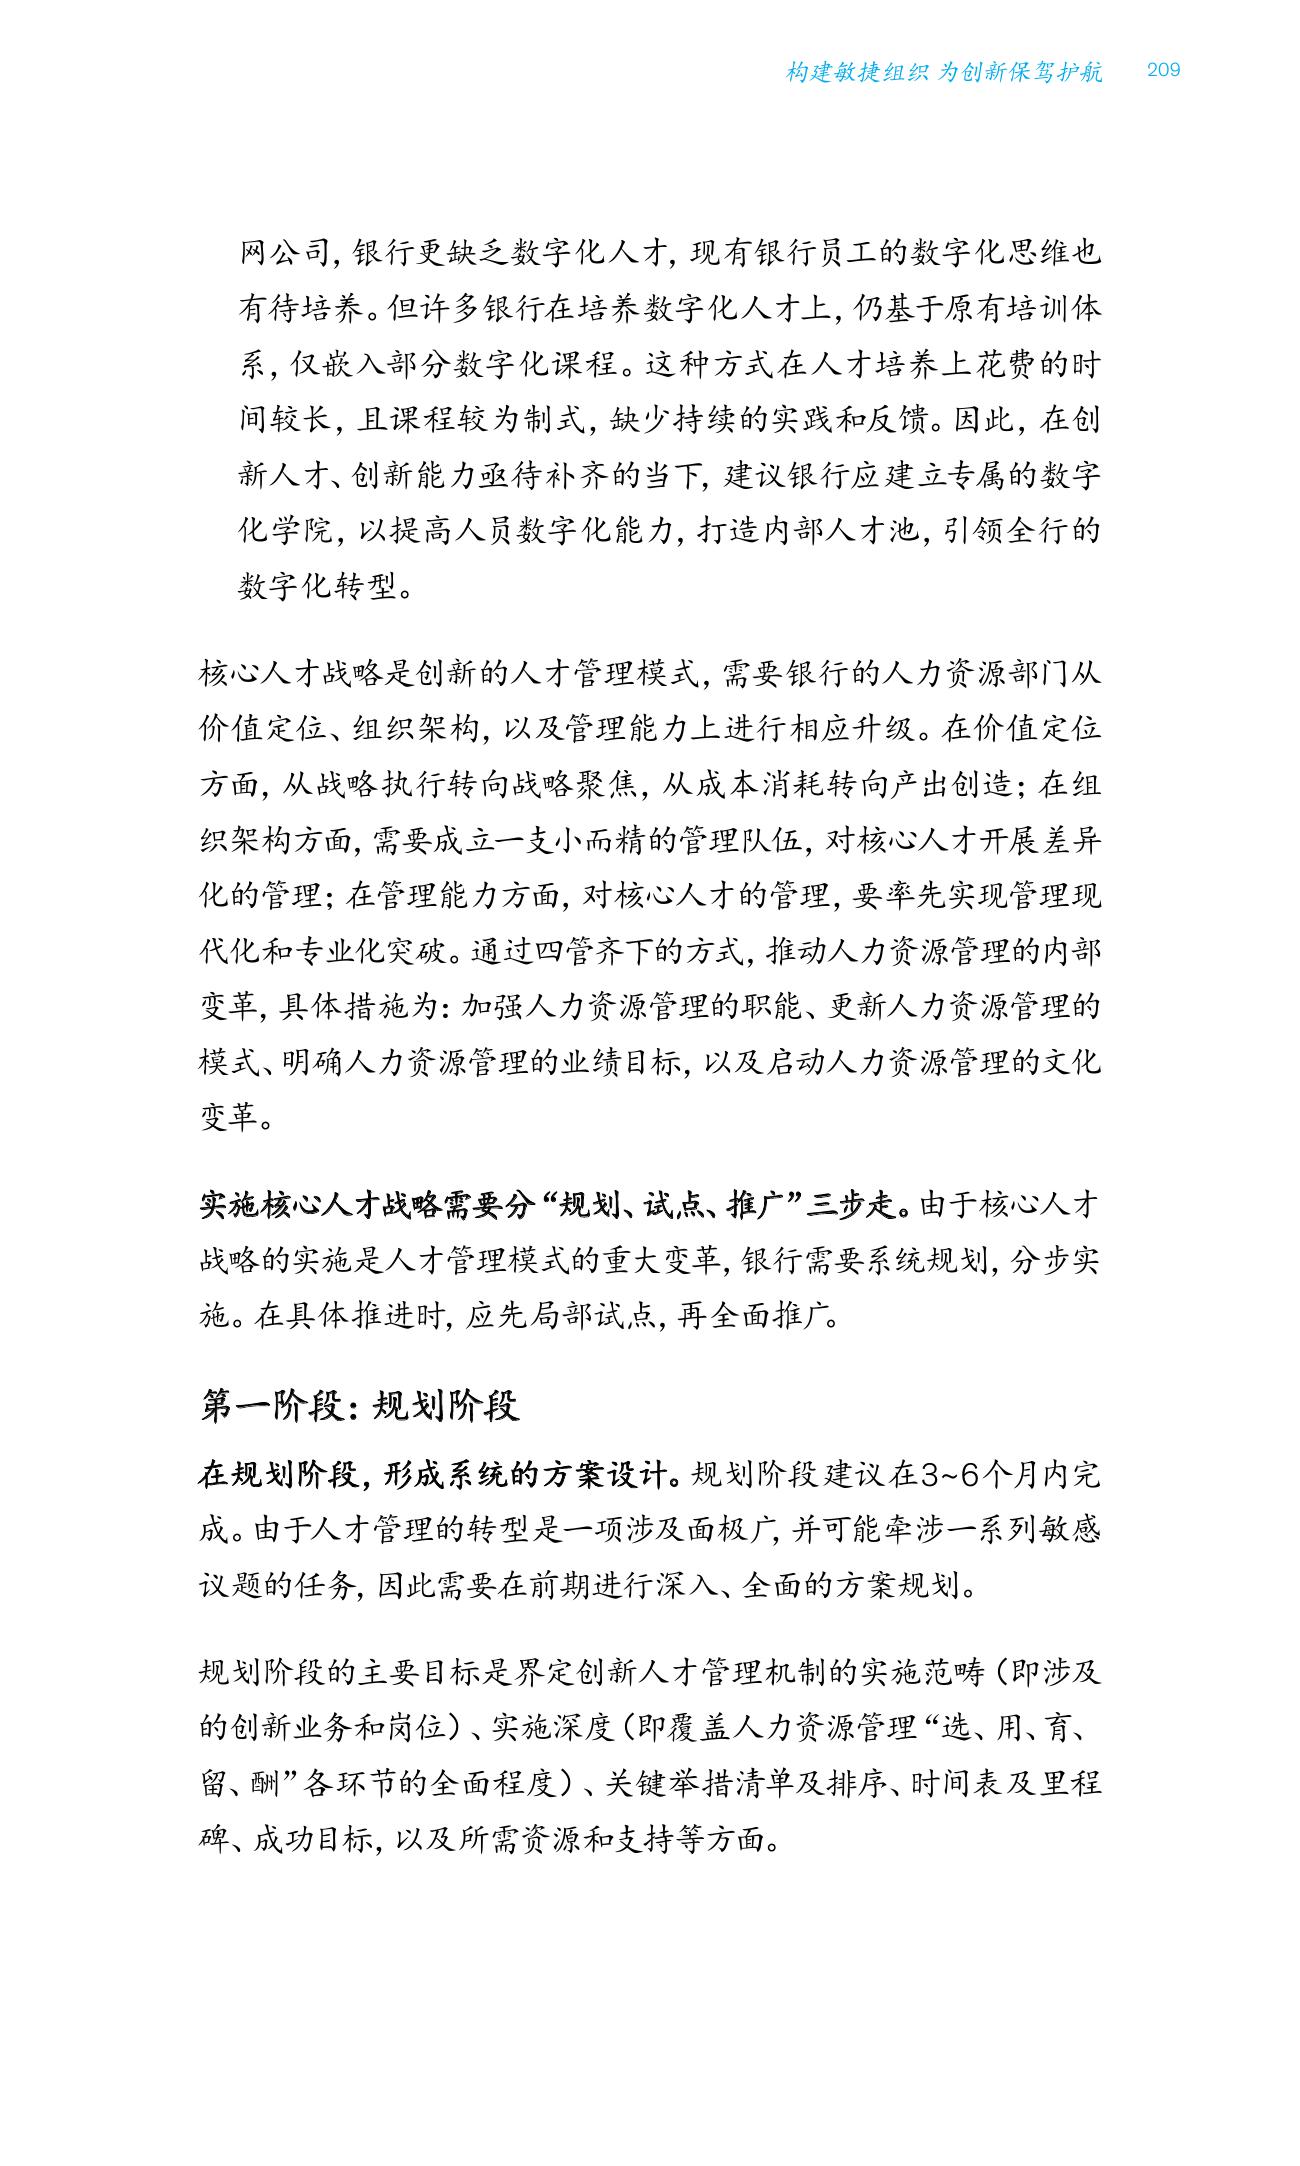 构建敏捷组织 为创新保驾护航 209
网公司，银行更缺乏数字化人才，现有银行员工的数字化思维也
有待培养。但许多银行在培养数字化人才上，仍基于原有培训体
系，仅嵌入部分数字化课程。这种方式在人才培养上花费的时
间较长，且课程较为制式，缺少持续的实践和反馈。因此，在创
新人才、创新能力亟待补齐的当下，建议银行应建立专属的数字
化学院，以提高人员数字化能力，打造内部人才池，引领全行的
数字化转型。
核心人才战略是创新的人才管理模式，需要银行的人力资源部门从
价值定位、组织架构，以及管理能力上进行相应升级。在价值定位
方面，从战略执行转向战略聚焦，从成本消耗转向产出创造；在组
织架构方面，需要成立一支小而精的管理队伍，对核心人才开展差异
化的管理；在管理能力方面，对核心人才的管理，要率先实现管理现
代化和专业化突破。通过四管齐下的方式，推动人力资源管理的内部
变革，具体措施为：加强人力资源管理的职能、更新人力资源管理的
模式、明确人力资源管理的业绩目标，以及启动人力资源管理的文化
变革。
实施核心人才战略需要分“规划、试点、推广”三步走。由于核心人才
战略的实施是人才管理模式的重大变革，银行需要系统规划，分步实
施。在具体推进时，应先局部试点，再全面推广。
第一阶段：规划阶段
在规划阶段，形成系统的方案设计。规划阶段建议在3~6个月内完
成。由于人才管理的转型是一项涉及面极广，并可能牵涉一系列敏感
议题的任务，因此需要在前期进行深入、全面的方案规划。
规划阶段的主要目标是界定创新人才管理机制的实施范畴（即涉及
的创新业务和岗位）、实施深度（即覆盖人力资源管理“选、用、育、
留、酬”各环节的全面程度）、关键举措清单及排序、时间表及里程
碑、成功目标，以及所需资源和支持等方面。